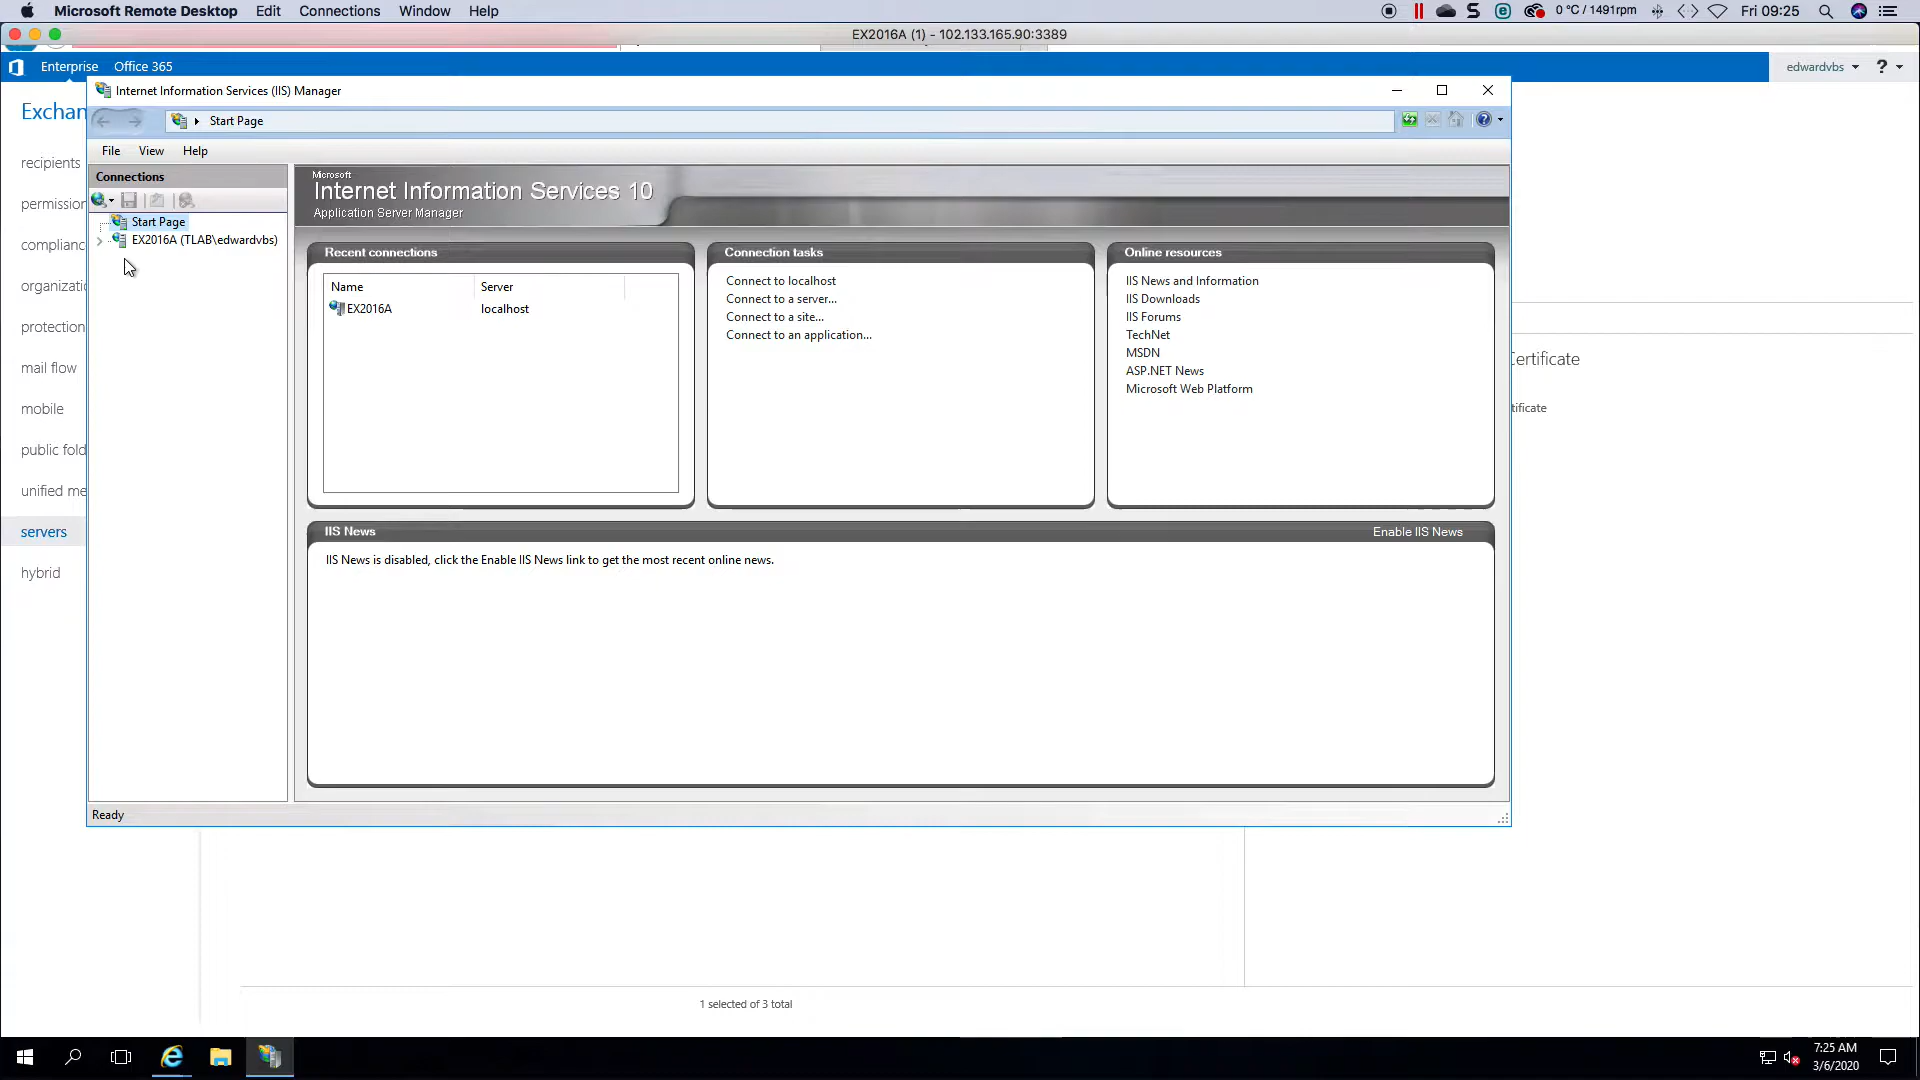 Microsoft Remote Desktop Edit Connections Window Help
0 °C / 1491rpm Fri 09:25
EX2016A (1) - 102.133.165.90:3389
Enterprise Office 365
edwardvbs ?
Exchan
Internet Information Services (IIS) Manager
Start Page
File View Help
Connections
Start Page
EX2016A (TLAB\edwardvbs)
recipients
permission
complianc
organizatio
protection
mail flow
mobile
public fold
unified me
servers
hybrid
Microsoft
Internet Information Services 10
Application Server Manager
Recent connections
Name Server
EX2016A localhost
Connection tasks
Connect to localhost
Connect to a server...
Connect to a site...
Connect to an application...
Online resources
IIS News and Information
IIS Downloads
IIS Forums
TechNet
MSDN
ASP.NET News
Microsoft Web Platform
Certificate
tificate
IIS News Enable IIS News
IIS News is disabled, click the Enable IIS News link to get the most recent online news.
Ready
1 selected of 3 total
7:25 AM
3/6/2020